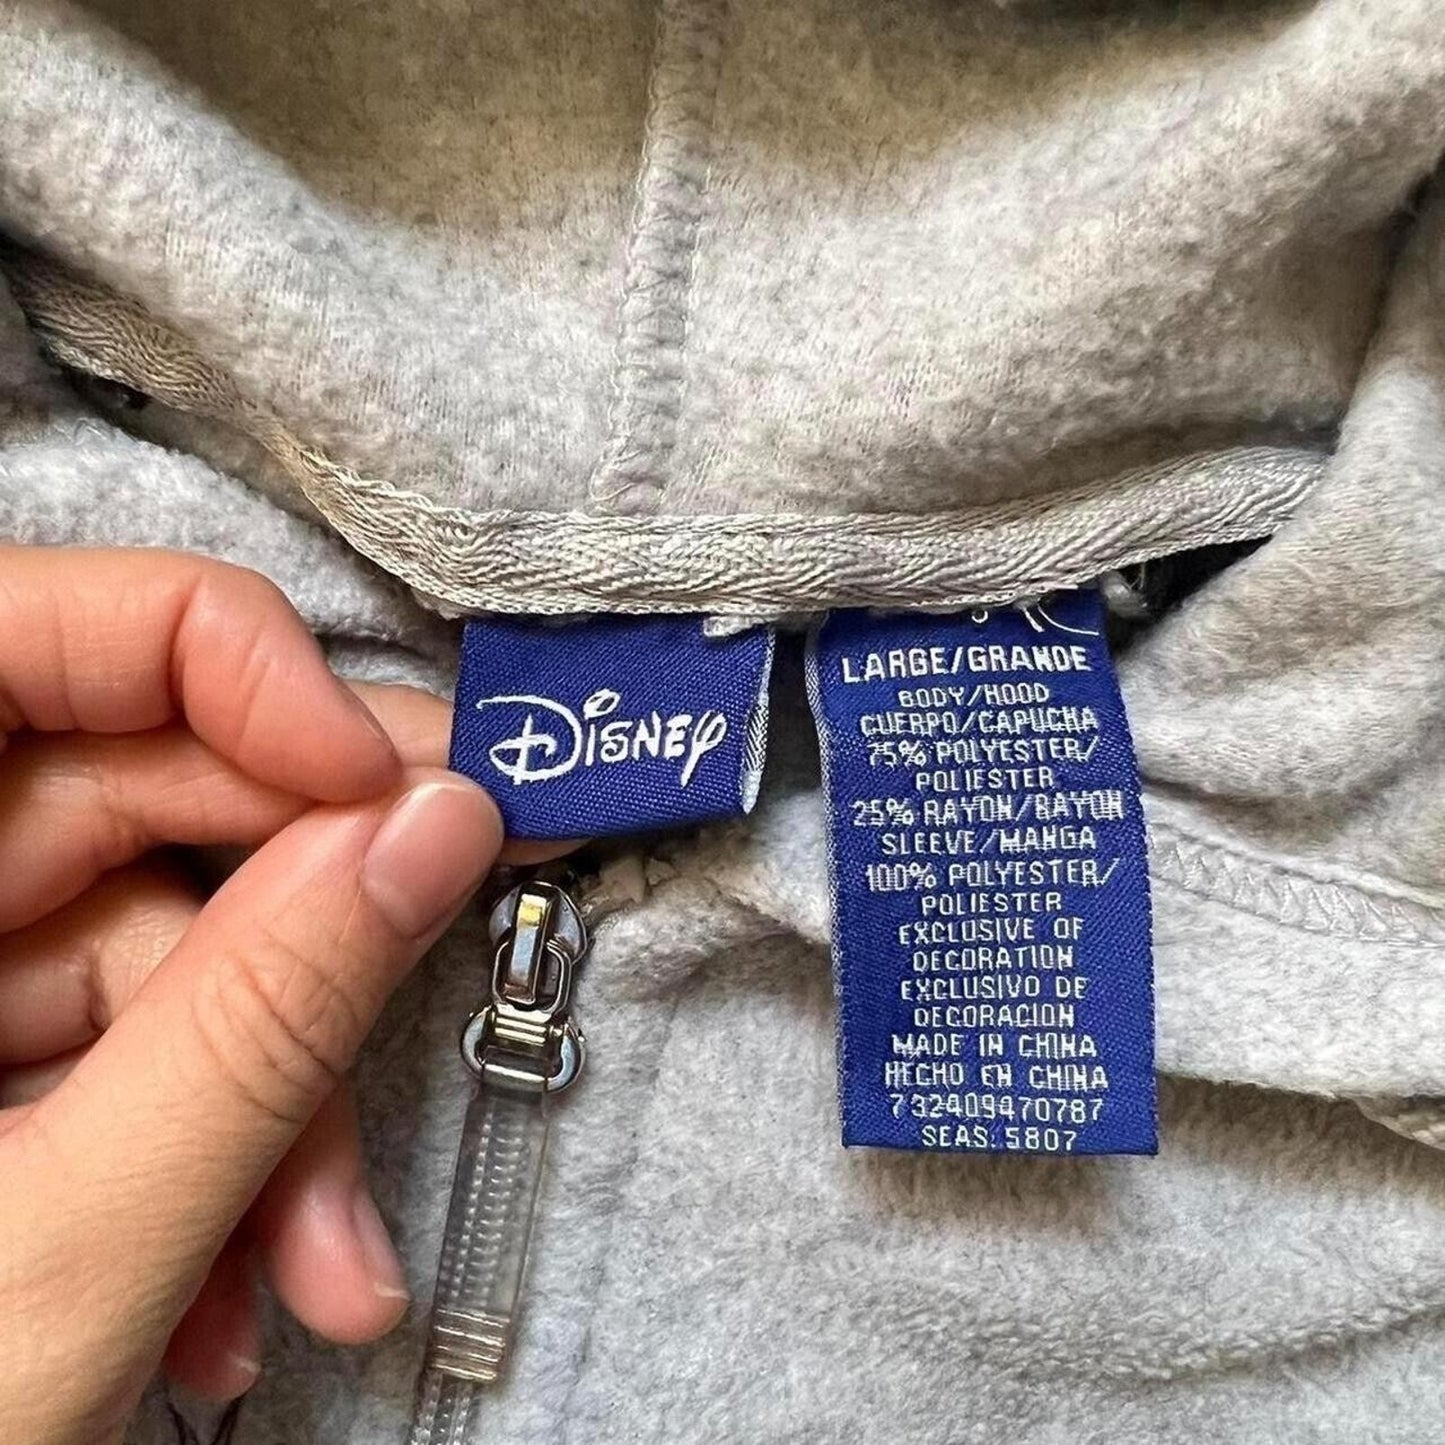 Disney
LARGE/GRANDE
BODY/HOOD
CUERPO/CAPUCHA
75% POLYESTER/
POLIESTER
25% RAYON/RAYON
SLEEVE/MANGA
100% POLYESTER/
POLIESTER
EXCLUSIVE OF
DECORATION
EXCLUSIVO DE
DECORACION
MADE IN CHINA
HECHO EN CHINA
732409470787
SEAS: 5807